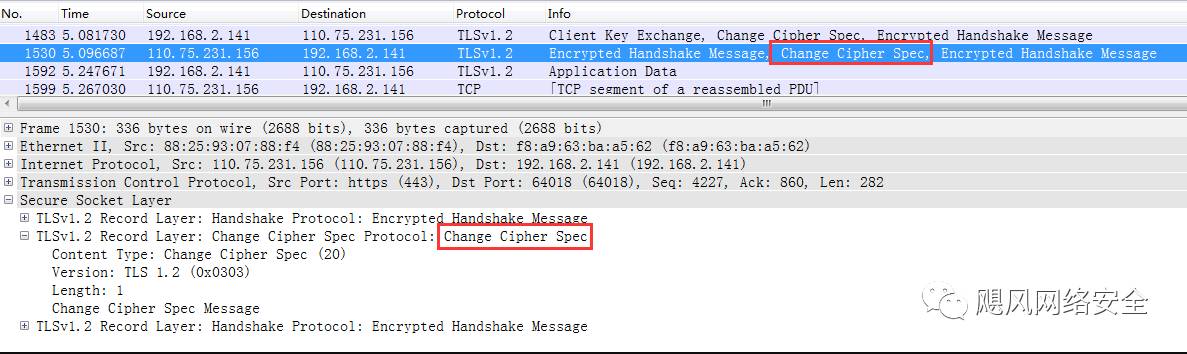 No. Time Source Destination Protocol Info
1483 5.081730 192.168.2.141 110.75.231.156 TLSv1.2 Client Key Exchange, Change Cipher Spec, Encrypted Handshake Message
1530 5.096687 110.75.231.156 192.168.2.141 TLSv1.2 Encrypted Handshake Message, Change Cipher Spec, Encrypted Handshake Message
1592 5.247671 192.168.2.141 110.75.231.156 TLSv1.2 Application Data
1599 5.267030 110.75.231.156 192.168.2.141 TCP [TCP segment of a reassembled PDU]
Frame 1530: 336 bytes on wire (2688 bits), 336 bytes captured (2688 bits)
Ethernet II, Src: 88:25:93:07:88:f4 (88:25:93:07:88:f4), Dst: f8:a9:63:ba:a5:62 (f8:a9:63:ba:a5:62)
Internet Protocol, Src: 110.75.231.156 (110.75.231.156), Dst: 192.168.2.141 (192.168.2.141)
Transmission Control Protocol, Src Port: https (443), Dst Port: 64018 (64018), Seq: 4227, Ack: 860, Len: 282
Secure Socket Layer
TLSv1.2 Record Layer: Handshake Protocol: Encrypted Handshake Message
TLSv1.2 Record Layer: Change Cipher Spec Protocol: Change Cipher Spec
Content Type: Change Cipher Spec (20)
Version: TLS 1.2 (0x0303)
Length: 1
Change Cipher Spec Message
TLSv1.2 Record Layer: Handshake Protocol: Encrypted Handshake Message
飓风网络安全